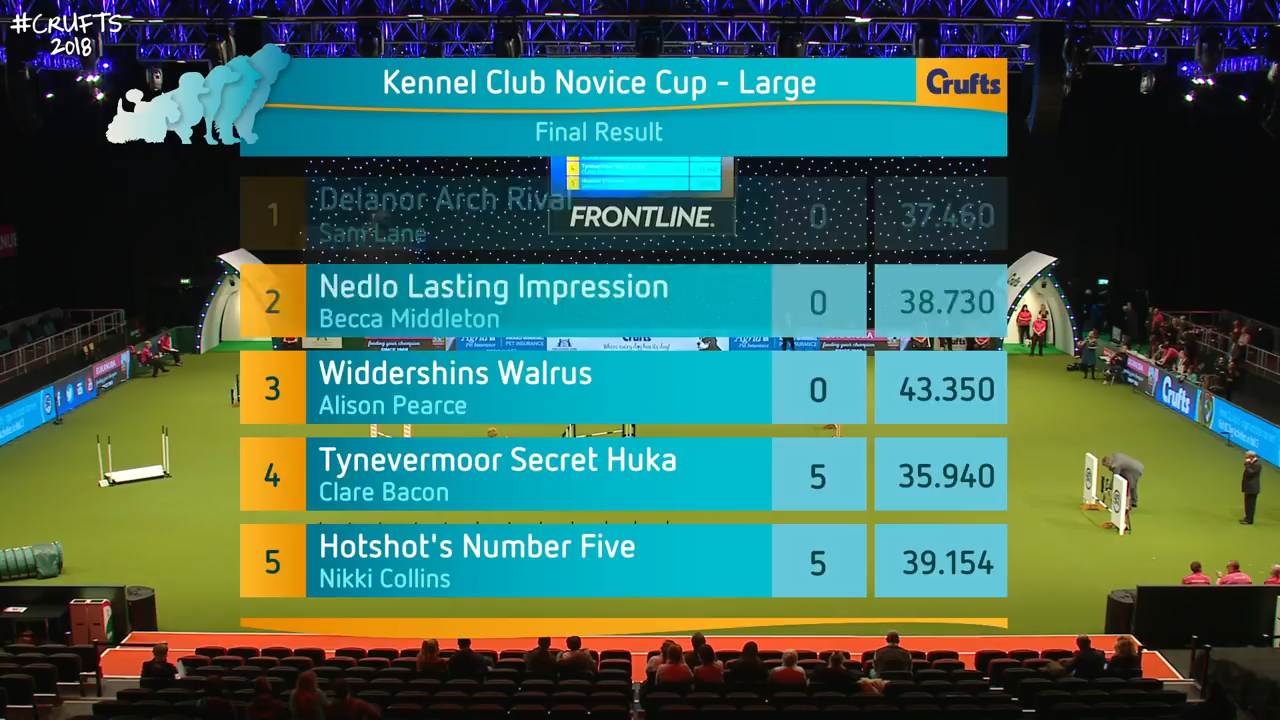 #CRUFTS
2018
Kennel Club Novice Cup - Large
Crufts
Final Result
1
Delanor Arch Rival
Sam Lane
0
37.460
FRONTLINE.
2
Nedlo Lasting Impression
Becca Middleton
0
38.730
3
Widdershins Walrus
Alison Pearce
0
43.350
4
Tynevermoor Secret Huka
Clare Bacon
5
35.940
5
Hotshot's Number Five
Nikki Collins
5
39.154
Crufts